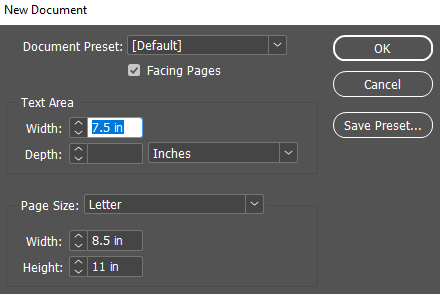 New Document
Document Preset: [Default]
Facing Pages
OK
Cancel
Save Preset...
Text Area
Width: 7.5 in
Depth: Inches
Page Size: Letter
Width: 8.5 in
Height: 11 in